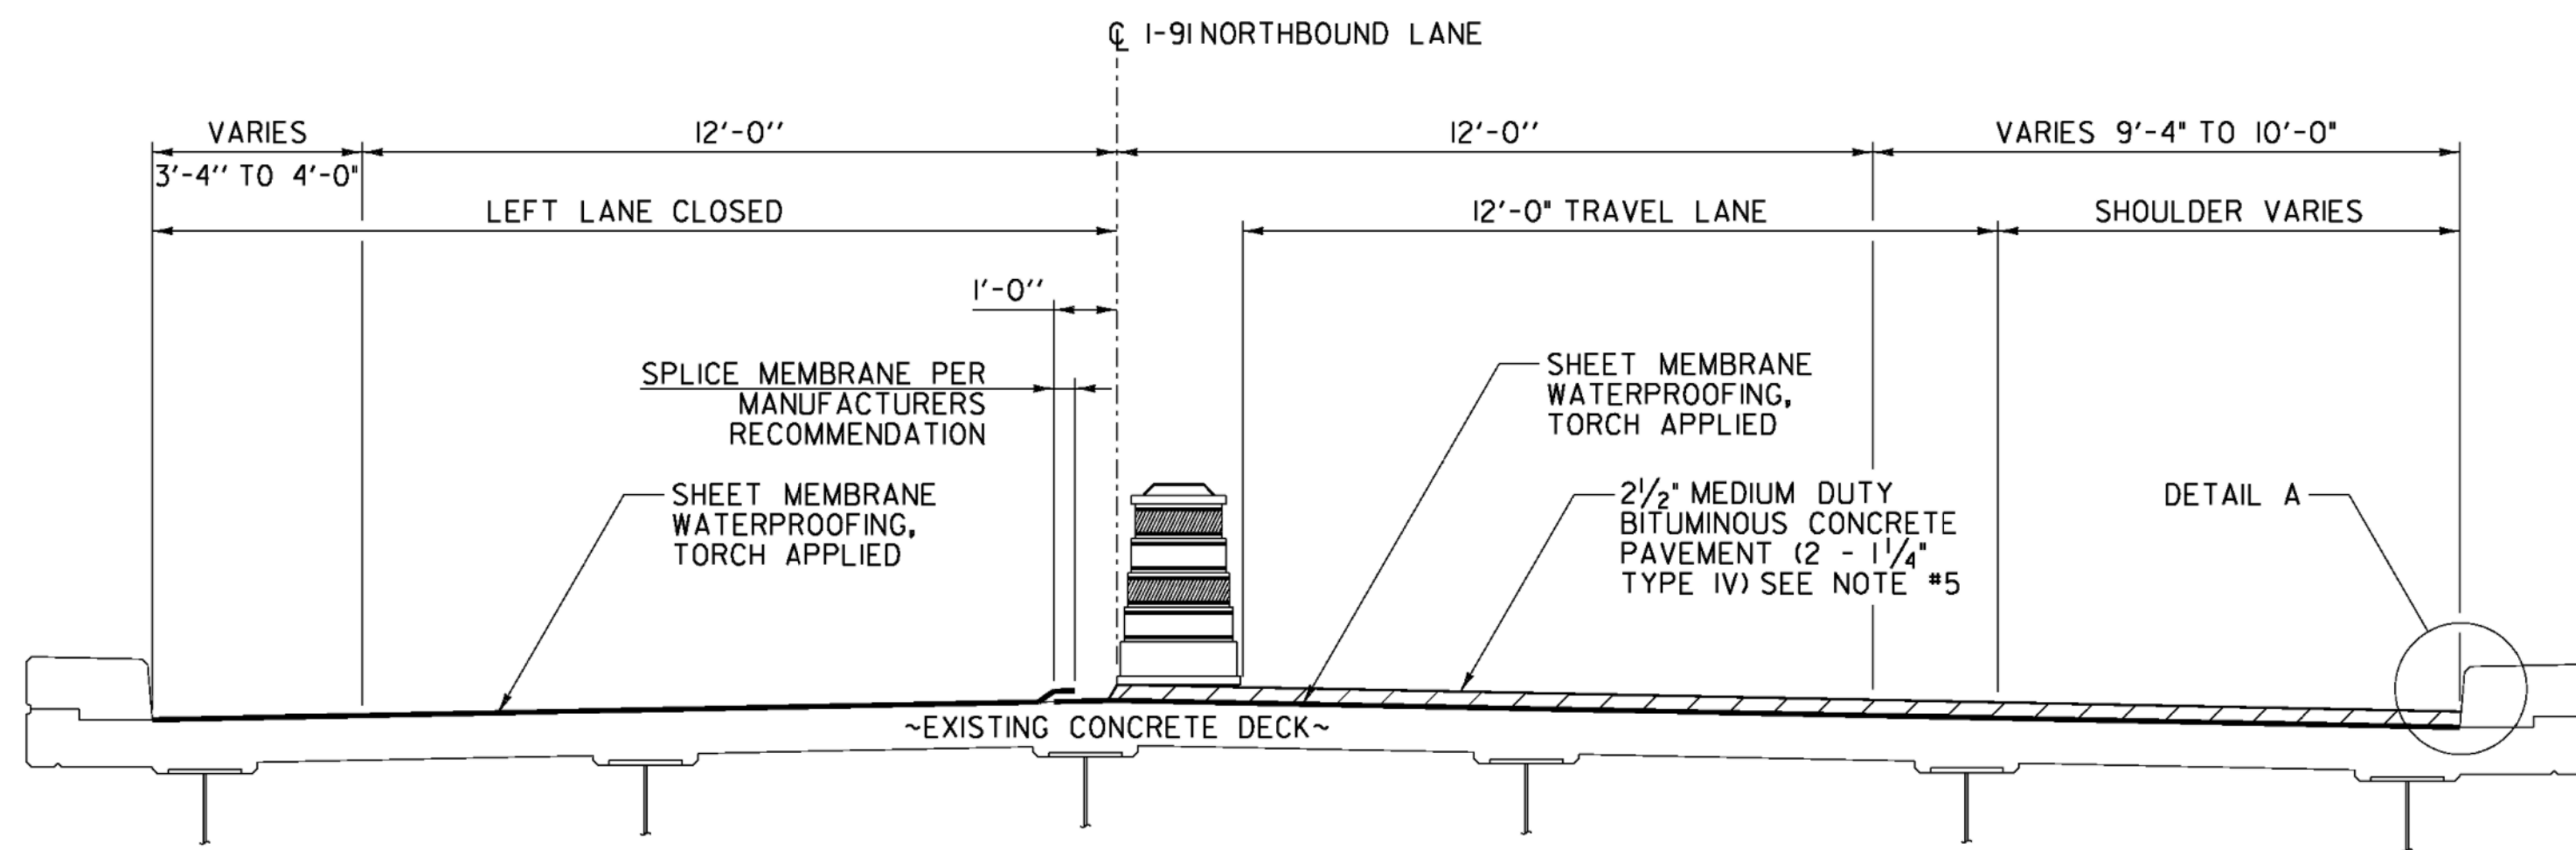 ℄ I-91 NORTHBOUND LANE
VARIES
3'-4'' TO 4'-0"
12'-0''
12'-0''
VARIES 9'-4" TO 10'-0"
LEFT LANE CLOSED
12'-0" TRAVEL LANE
SHOULDER VARIES
1'-0''
SPLICE MEMBRANE PER
MANUFACTURERS
RECOMMENDATION
SHEET MEMBRANE
WATERPROOFING,
TORCH APPLIED
SHEET MEMBRANE
WATERPROOFING,
TORCH APPLIED
2½" MEDIUM DUTY
BITUMINOUS CONCRETE
PAVEMENT (2 - 1¼"
TYPE IV) SEE NOTE #5
DETAIL A
~EXISTING CONCRETE DECK~